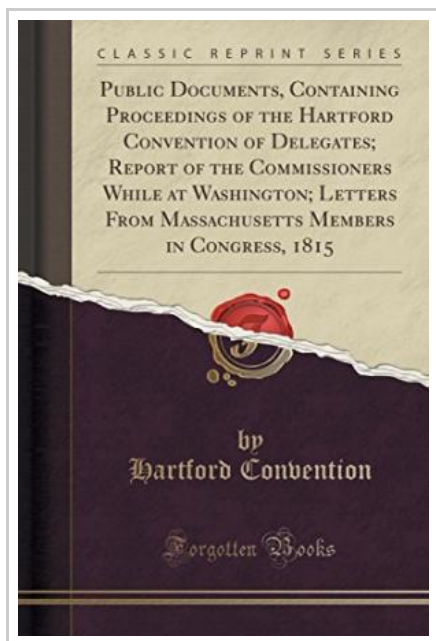 CLASSIC REPRINT SERIES
PUBLIC DOCUMENTS, CONTAINING
PROCEEDINGS OF THE HARTFORD
CONVENTION OF DELEGATES;
REPORT OF THE COMMISSIONERS
WHILE AT WASHINGTON; LETTERS
FROM MASSACHUSETTS MEMBERS
IN CONGRESS, 1815
by
Hartford Convention
Forgotten Books